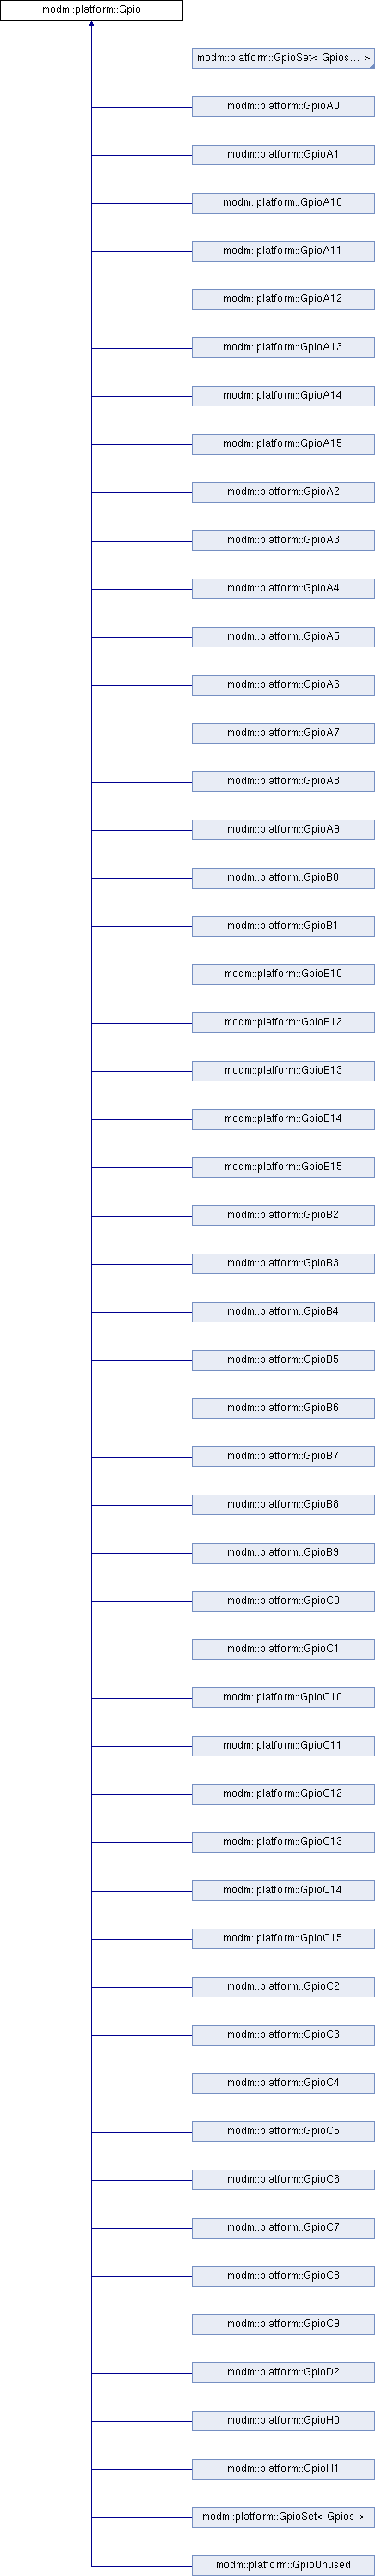 modm::platform::Gpio
modm::platform::GpioSet< Gpios... >
modm::platform::GpioA0
modm::platform::GpioA1
modm::platform::GpioA10
modm::platform::GpioA11
modm::platform::GpioA12
modm::platform::GpioA13
modm::platform::GpioA14
modm::platform::GpioA15
modm::platform::GpioA2
modm::platform::GpioA3
modm::platform::GpioA4
modm::platform::GpioA5
modm::platform::GpioA6
modm::platform::GpioA7
modm::platform::GpioA8
modm::platform::GpioA9
modm::platform::GpioB0
modm::platform::GpioB1
modm::platform::GpioB10
modm::platform::GpioB12
modm::platform::GpioB13
modm::platform::GpioB14
modm::platform::GpioB15
modm::platform::GpioB2
modm::platform::GpioB3
modm::platform::GpioB4
modm::platform::GpioB5
modm::platform::GpioB6
modm::platform::GpioB7
modm::platform::GpioB8
modm::platform::GpioB9
modm::platform::GpioC0
modm::platform::GpioC1
modm::platform::GpioC10
modm::platform::GpioC11
modm::platform::GpioC12
modm::platform::GpioC13
modm::platform::GpioC14
modm::platform::GpioC15
modm::platform::GpioC2
modm::platform::GpioC3
modm::platform::GpioC4
modm::platform::GpioC5
modm::platform::GpioC6
modm::platform::GpioC7
modm::platform::GpioC8
modm::platform::GpioC9
modm::platform::GpioD2
modm::platform::GpioH0
modm::platform::GpioH1
modm::platform::GpioSet< Gpios >
modm::platform::GpioUnused